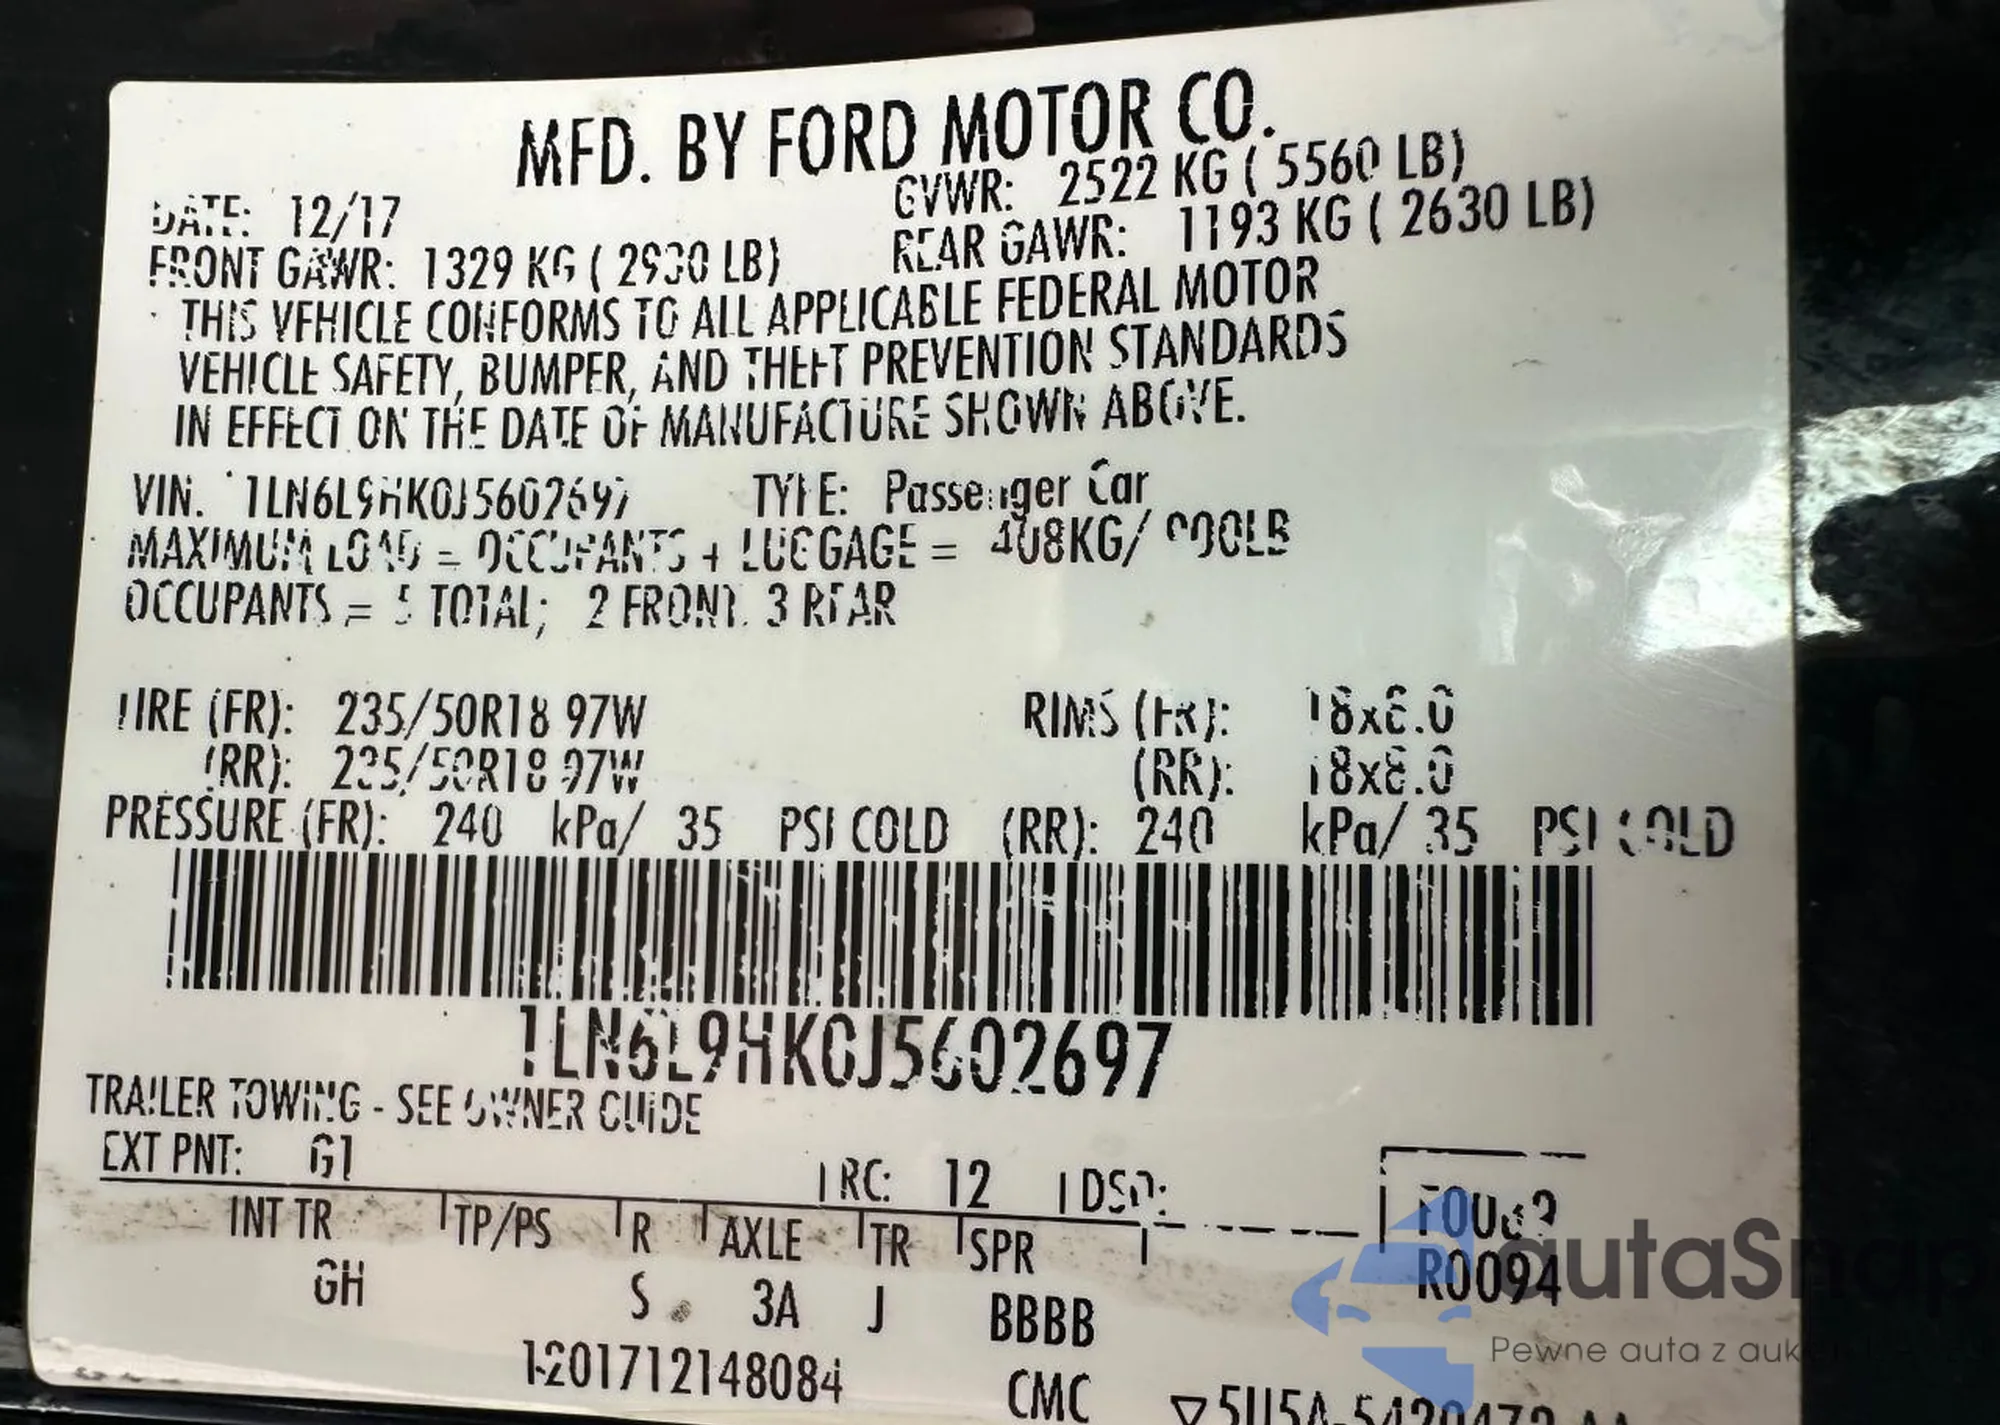 MFD. BY FORD MOTOR CO.
DATE: 12/17 GVWR: 2522 KG ( 5560 LB)
FRONT GAWR: 1329 KG ( 2930 LB) REAR GAWR: 1193 KG ( 2630 LB)
THIS VEHICLE CONFORMS TO ALL APPLICABLE FEDERAL MOTOR
VEHICLE SAFETY, BUMPER, AND THEFT PREVENTION STANDARDS
IN EFFECT ON THE DATE OF MANUFACTURE SHOWN ABOVE.
VIN. 1LN6L9HK0J5602697 TYPE: Passenger Car
MAXIMUM LOAD = OCCUPANTS + LUGGAGE = 408KG/ 900LB
OCCUPANTS = 5 TOTAL; 2 FRONT. 3 REAR
TIRE (FR): 235/50R18 97W RIMS (FR): 18x8.0
(RR): 235/50R18 97W (RR): 18x8.0
PRESSURE (FR): 240 kPa/ 35 PSI COLD (RR): 240 kPa/ 35 PSI COLD
1LN6L9HK0J5602697
TRAILER TOWING - SEE OWNER GUIDE
EXT PNT: G1 RC: 12 DSO:
INT TR TP/PS R AXLE TR SPR
R0094
GH S 3A J BBBB
1-20171214 8084 CMC
autaSnap
Pewne auta z